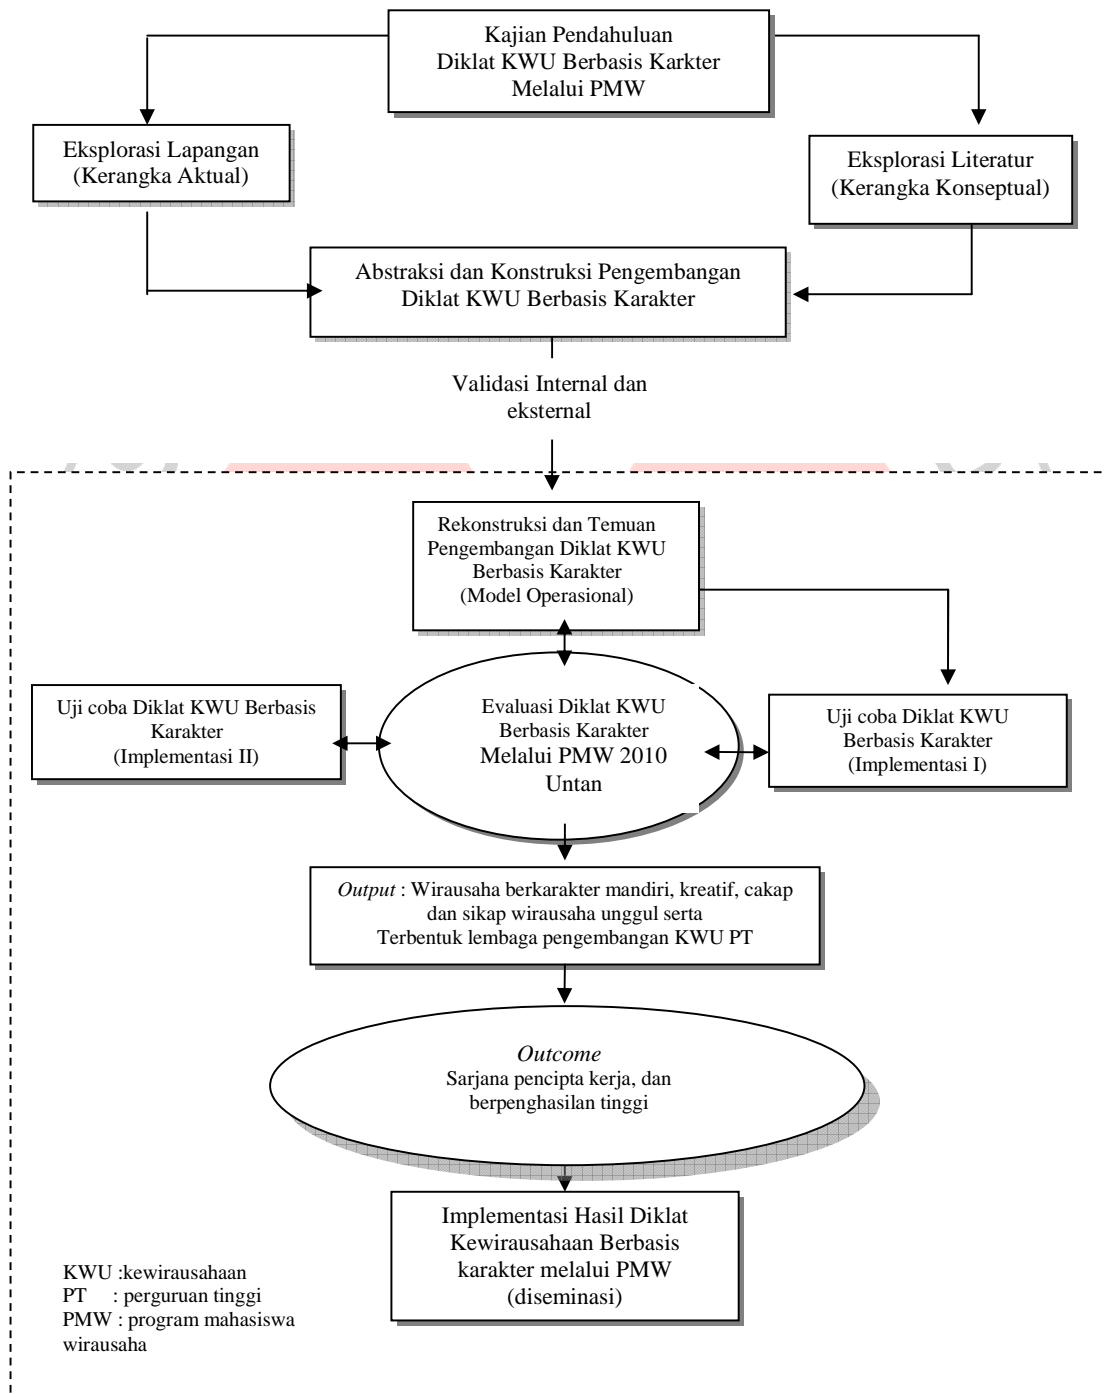 Kajian Pendahuluan
Diklat KWU Berbasis Karkter
Melalui PMW
Eksplorasi Lapangan
(Kerangka Aktual)
Eksplorasi Literatur
(Kerangka Konseptual)
Abstraksi dan Konstruksi Pengembangan
Diklat KWU Berbasis Karakter
Validasi Internal dan
eksternal
Rekonstruksi dan Temuan
Pengembangan Diklat KWU
Berbasis Karakter
(Model Operasional)
Uji coba Diklat KWU Berbasis
Karakter
(Implementasi II)
Evaluasi Diklat KWU
Berbasis Karakter
Melalui PMW 2010
Untan
Uji coba Diklat KWU
Berbasis Karakter
(Implementasi I)
Output : Wirausaha berkarakter mandiri, kreatif, cakap
dan sikap wirausaha unggul serta
Terbentuk lembaga pengembangan KWU PT
Outcome
Sarjana pencipta kerja, dan
berpenghasilan tinggi
Implementasi Hasil Diklat
Kewirausahaan Berbasis
karakter melalui PMW
(diseminasi)
KWU :kewirausahaan
PT : perguruan tinggi
PMW : program mahasiswa
wirausaha